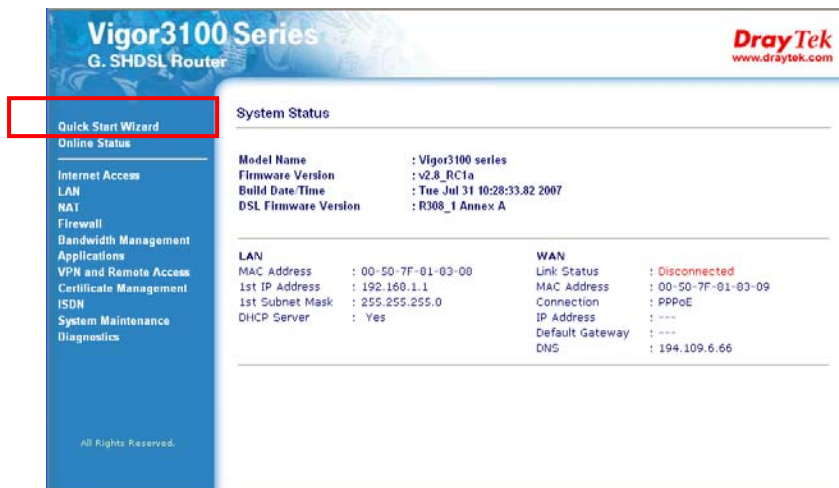 Vigor3100 Series
G. SHDSL Router
DrayTek
www.draytek.com
Quick Start Wizard
Online Status
Internet Access
LAN
NAT
Firewall
Bandwidth Management
Applications
VPN and Remote Access
Certificate Management
ISDN
System Maintenance
Diagnostics
All Rights Reserved.
System Status
Model Name : Vigor3100 series
Firmware Version : v2.8_RC1a
Build Date/Time : Tue Jul 31 10:28:33.82 2007
DSL Firmware Version : R308_1 Annex A
LAN
MAC Address : 00-50-7F-81-83-08
1st IP Address : 192.168.1.1
1st Subnet Mask : 255.255.255.0
DHCP Server : Yes
WAN
Link Status : Disconnected
MAC Address : 00-50-7F-81-83-09
Connection : PPPoE
IP Address : ---
Default Gateway : ---
DNS : 194.109.6.66